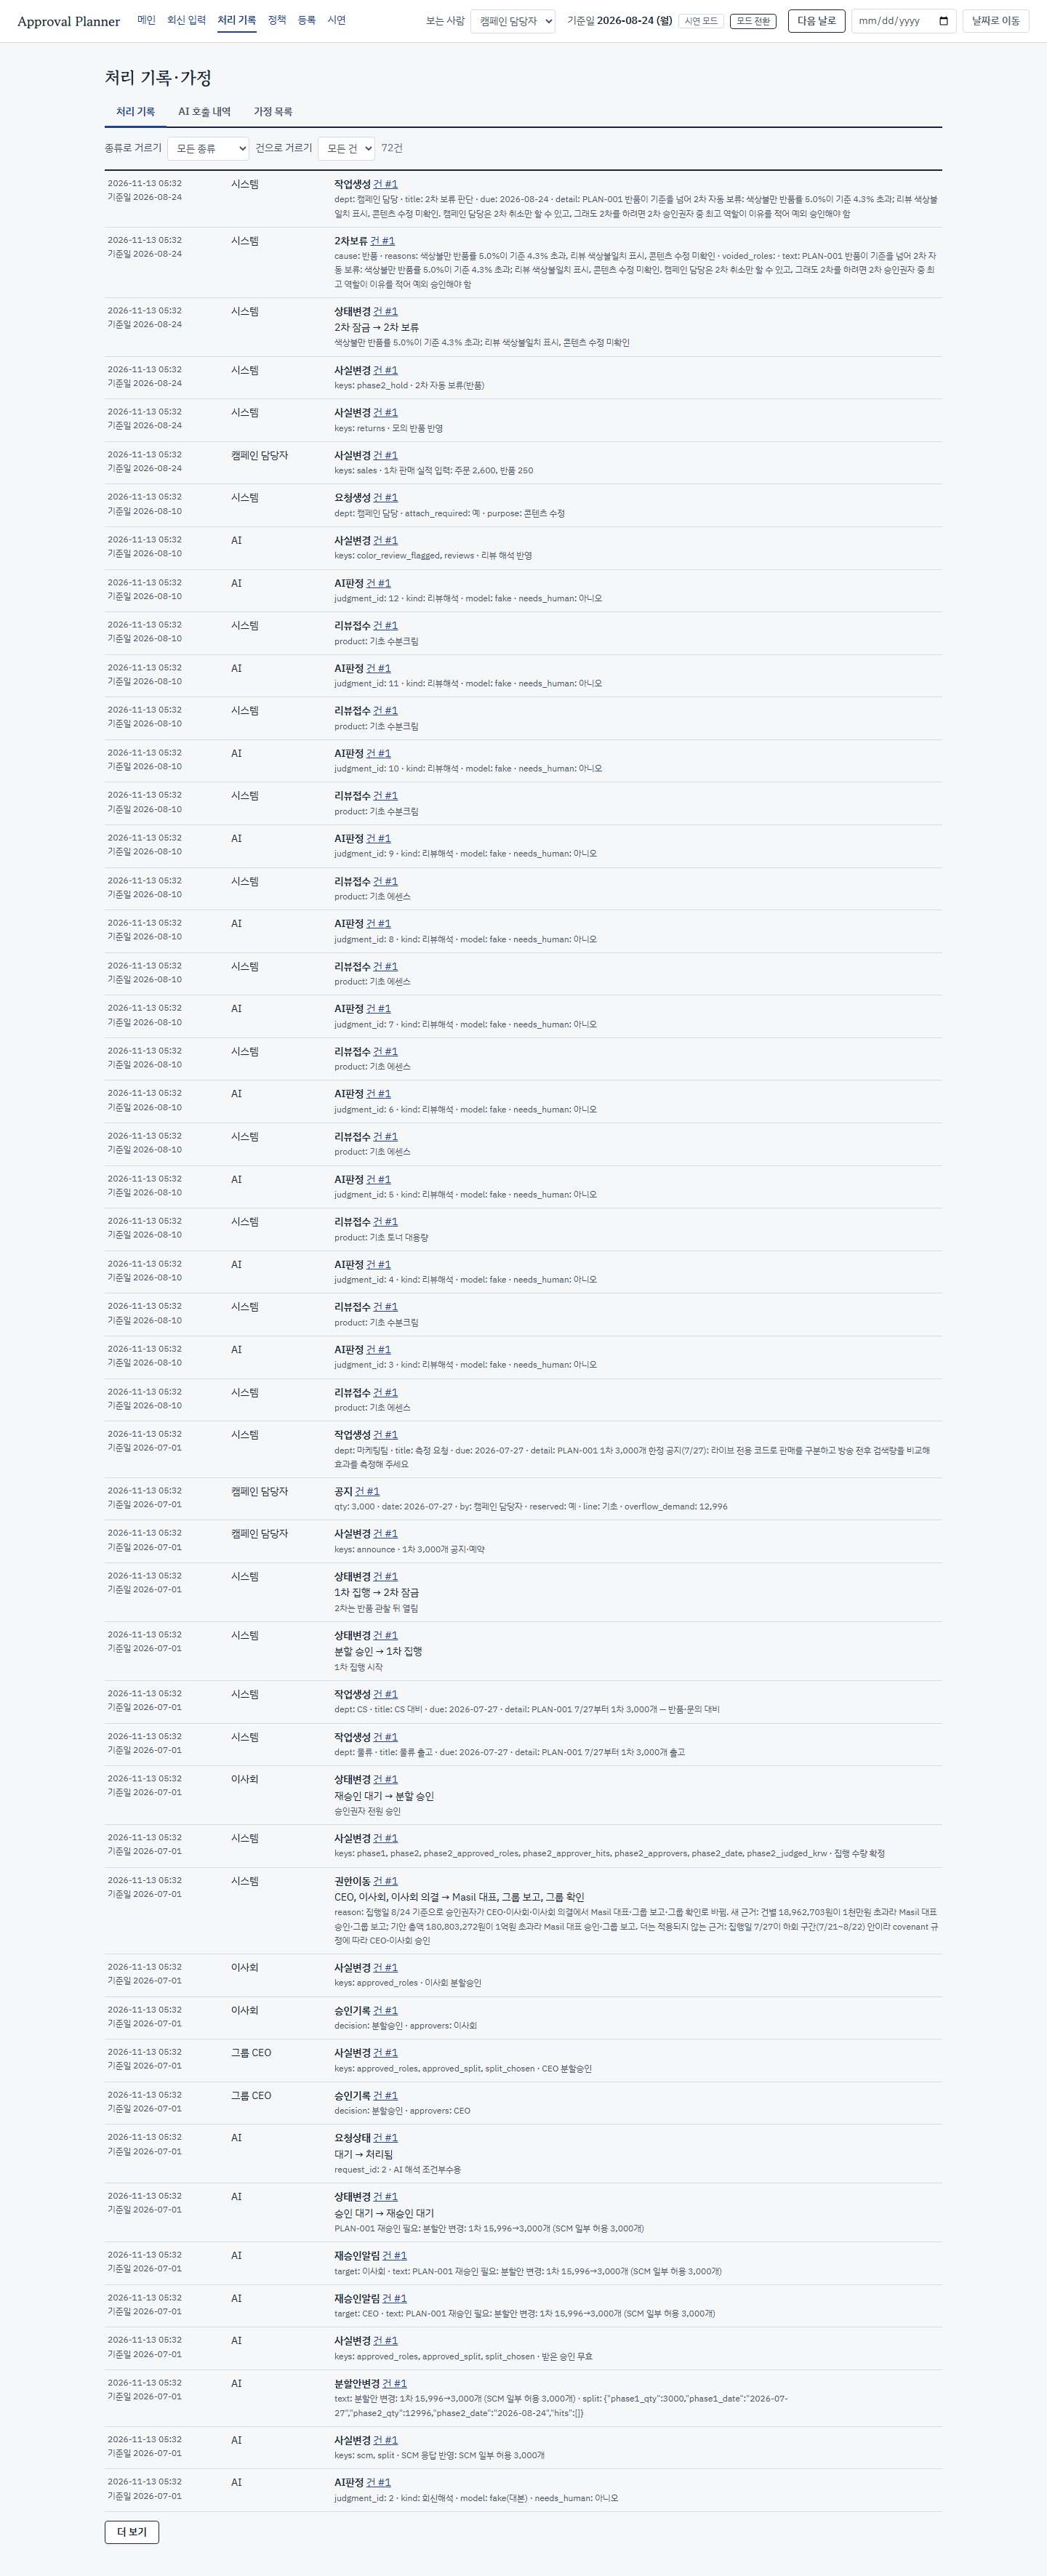 Approval Planner 메인 회신 입력 처리 기록 정책 등록 시연 보는 사람 캠페인 담당자 기준일 2026-08-24 (월) 시연 모드 모드 전환 다음 날로 mm/dd/yyyy 날짜로 이동
처리 기록·가정
처리 기록 AI 호출 내역 가정 목록
종류로 거르기 모든 종류 건으로 거르기 모든 건 72건
2026-11-13 05:32 시스템 작업생성 건 #1
기준일 2026-08-24 dept: 캠페인 담당 · title: 2차 보류 판단 · due: 2026-08-24 · detail: PLAN-001 반품이 기준을 넘어 2차 자동 보류: 색상불만 반품률 5.0%이 기준 4.3% 초과; 리뷰 색상불
일치 표시, 콘텐츠 수정 미확인. 캠페인 담당은 2차 취소만 할 수 있고, 그래도 2차를 하려면 2차 승인권자 중 최고 역할이 이유를 적어 예외 승인해야 함
2026-11-13 05:32 시스템 2차보류 건 #1
기준일 2026-08-24 cause: 반품 · reasons: 색상불만 반품률 5.0%이 기준 4.3% 초과, 리뷰 색상불일치 표시, 콘텐츠 수정 미확인 · voided_roles: · text: PLAN-001 반품이 기준을 넘어 2차 자
동 보류: 색상불만 반품률 5.0%이 기준 4.3% 초과; 리뷰 색상불일치 표시, 콘텐츠 수정 미확인. 캠페인 담당은 2차 취소만 할 수 있고, 그래도 2차를 하려면 2차 승인권자 중 최
고 역할이 이유를 적어 예외 승인해야 함
2026-11-13 05:32 시스템 상태변경 건 #1
기준일 2026-08-24 2차 잠금 → 2차 보류
색상불만 반품률 5.0%이 기준 4.3% 초과; 리뷰 색상불일치 표시, 콘텐츠 수정 미확인
2026-11-13 05:32 시스템 사실변경 건 #1
기준일 2026-08-24 keys: phase2_hold · 2차 자동 보류(반품)
2026-11-13 05:32 시스템 사실변경 건 #1
기준일 2026-08-24 keys: returns · 모의 반품 반영
2026-11-13 05:32 캠페인 담당자 사실변경 건 #1
기준일 2026-08-24 keys: sales · 1차 판매 실적 입력: 주문 2,600, 반품 250
2026-11-13 05:32 시스템 요청생성 건 #1
기준일 2026-08-10 dept: 캠페인 담당 · attach_required: 예 · purpose: 콘텐츠 수정
2026-11-13 05:32 AI 사실변경 건 #1
기준일 2026-08-10 keys: color_review_flagged, reviews · 리뷰 해석 반영
2026-11-13 05:32 AI AI판정 건 #1
기준일 2026-08-10 judgment_id: 12 · kind: 리뷰해석 · model: fake · needs_human: 아니오
2026-11-13 05:32 시스템 리뷰접수 건 #1
기준일 2026-08-10 product: 기초 수분크림
2026-11-13 05:32 AI AI판정 건 #1
기준일 2026-08-10 judgment_id: 11 · kind: 리뷰해석 · model: fake · needs_human: 아니오
2026-11-13 05:32 시스템 리뷰접수 건 #1
기준일 2026-08-10 product: 기초 수분크림
2026-11-13 05:32 AI AI판정 건 #1
기준일 2026-08-10 judgment_id: 10 · kind: 리뷰해석 · model: fake · needs_human: 아니오
2026-11-13 05:32 시스템 리뷰접수 건 #1
기준일 2026-08-10 product: 기초 수분크림
2026-11-13 05:32 AI AI판정 건 #1
기준일 2026-08-10 judgment_id: 9 · kind: 리뷰해석 · model: fake · needs_human: 아니오
2026-11-13 05:32 시스템 리뷰접수 건 #1
기준일 2026-08-10 product: 기초 에센스
2026-11-13 05:32 AI AI판정 건 #1
기준일 2026-08-10 judgment_id: 8 · kind: 리뷰해석 · model: fake · needs_human: 아니오
2026-11-13 05:32 시스템 리뷰접수 건 #1
기준일 2026-08-10 product: 기초 에센스
2026-11-13 05:32 AI AI판정 건 #1
기준일 2026-08-10 judgment_id: 7 · kind: 리뷰해석 · model: fake · needs_human: 아니오
2026-11-13 05:32 시스템 리뷰접수 건 #1
기준일 2026-08-10 product: 기초 에센스
2026-11-13 05:32 AI AI판정 건 #1
기준일 2026-08-10 judgment_id: 6 · kind: 리뷰해석 · model: fake · needs_human: 아니오
2026-11-13 05:32 시스템 리뷰접수 건 #1
기준일 2026-08-10 product: 기초 에센스
2026-11-13 05:32 AI AI판정 건 #1
기준일 2026-08-10 judgment_id: 5 · kind: 리뷰해석 · model: fake · needs_human: 아니오
2026-11-13 05:32 시스템 리뷰접수 건 #1
기준일 2026-08-10 product: 기초 토너 대용량
2026-11-13 05:32 AI AI판정 건 #1
기준일 2026-08-10 judgment_id: 4 · kind: 리뷰해석 · model: fake · needs_human: 아니오
2026-11-13 05:32 시스템 리뷰접수 건 #1
기준일 2026-08-10 product: 기초 수분크림
2026-11-13 05:32 AI AI판정 건 #1
기준일 2026-08-10 judgment_id: 3 · kind: 리뷰해석 · model: fake · needs_human: 아니오
2026-11-13 05:32 시스템 리뷰접수 건 #1
기준일 2026-08-10 product: 기초 에센스
2026-11-13 05:32 시스템 작업생성 건 #1
기준일 2026-07-01 dept: 마케팅팀 · title: 측정 요청 · due: 2026-07-27 · detail: PLAN-001 1차 3,000개 한정 공지(7/27): 라이브 전용 코드로 판매를 구분하고 방송 전후 검색량을 비교해
효과를 측정해 주세요
2026-11-13 05:32 캠페인 담당자 공지 건 #1
기준일 2026-07-01 qty: 3,000 · date: 2026-07-27 · by: 캠페인 담당자 · reserved: 예 · line: 기초 · overflow_demand: 12,996
2026-11-13 05:32 캠페인 담당자 사실변경 건 #1
기준일 2026-07-01 keys: announce · 1차 3,000개 공지·예약
2026-11-13 05:32 시스템 상태변경 건 #1
기준일 2026-07-01 1차 집행 → 2차 잠금
2차는 반품 관찰 뒤 열림
2026-11-13 05:32 시스템 상태변경 건 #1
기준일 2026-07-01 분할 승인 → 1차 집행
1차 집행 시작
2026-11-13 05:32 시스템 작업생성 건 #1
기준일 2026-07-01 dept: CS · title: CS 대비 · due: 2026-07-27 · detail: PLAN-001 7/27부터 1차 3,000개 — 반품·문의 대비
2026-11-13 05:32 시스템 작업생성 건 #1
기준일 2026-07-01 dept: 물류 · title: 물류 출고 · due: 2026-07-27 · detail: PLAN-001 7/27부터 1차 3,000개 출고
2026-11-13 05:32 이사회 상태변경 건 #1
기준일 2026-07-01 재승인 대기 → 분할 승인
승인권자 전원 승인
2026-11-13 05:32 시스템 사실변경 건 #1
기준일 2026-07-01 keys: phase1, phase2, phase2_approved_roles, phase2_approver_hits, phase2_approvers, phase2_date, phase2_judged_krw · 집행 수량 확정
2026-11-13 05:32 시스템 권한이동 건 #1
기준일 2026-07-01 CEO, 이사회, 이사회 의결 → Masil 대표, 그룹 보고, 그룹 확인
reason: 집행일 8/24 기준으로 승인권자가 CEO·이사회·이사회 의결에서 Masil 대표·그룹 보고·그룹 확인로 바뀜. 새 근거: 건별 18,962,703원이 1천만원 초과라 Masil 대표
승인·그룹 보고; 기안 총액 180,803,272원이 1억원 초과라 Masil 대표 승인·그룹 보고. 더는 적용되지 않는 근거: 집행일 7/27이 하회 구간(7/21~8/22) 안이라 covenant 규
정에 따라 CEO·이사회 승인
2026-11-13 05:32 이사회 사실변경 건 #1
기준일 2026-07-01 keys: approved_roles · 이사회 분할승인
2026-11-13 05:32 이사회 승인기록 건 #1
기준일 2026-07-01 decision: 분할승인 · approvers: 이사회
2026-11-13 05:32 그룹 CEO 사실변경 건 #1
기준일 2026-07-01 keys: approved_roles, approved_split, split_chosen · CEO 분할승인
2026-11-13 05:32 그룹 CEO 승인기록 건 #1
기준일 2026-07-01 decision: 분할승인 · approvers: CEO
2026-11-13 05:32 AI 요청상태 건 #1
기준일 2026-07-01 대기 → 처리됨
request_id: 2 · AI 해석 조건부수용
2026-11-13 05:32 AI 상태변경 건 #1
기준일 2026-07-01 승인 대기 → 재승인 대기
PLAN-001 재승인 필요: 분할안 변경: 1차 15,996→3,000개 (SCM 일부 허용 3,000개)
2026-11-13 05:32 AI 재승인알림 건 #1
기준일 2026-07-01 target: 이사회 · text: PLAN-001 재승인 필요: 분할안 변경: 1차 15,996→3,000개 (SCM 일부 허용 3,000개)
2026-11-13 05:32 AI 재승인알림 건 #1
기준일 2026-07-01 target: CEO · text: PLAN-001 재승인 필요: 분할안 변경: 1차 15,996→3,000개 (SCM 일부 허용 3,000개)
2026-11-13 05:32 AI 사실변경 건 #1
기준일 2026-07-01 keys: approved_roles, approved_split, split_chosen · 받은 승인 무효
2026-11-13 05:32 AI 분할안변경 건 #1
기준일 2026-07-01 text: 분할안 변경: 1차 15,996→3,000개 (SCM 일부 허용 3,000개) · split: {"phase1_qty":3000,"phase1_date":"2026-07-
27","phase2_qty":12996,"phase2_date":"2026-08-24","hits":[]}
2026-11-13 05:32 AI 사실변경 건 #1
기준일 2026-07-01 keys: scm, split · SCM 응답 반영: SCM 일부 허용 3,000개
2026-11-13 05:32 AI AI판정 건 #1
기준일 2026-07-01 judgment_id: 2 · kind: 회신해석 · model: fake(대본) · needs_human: 아니오
더 보기